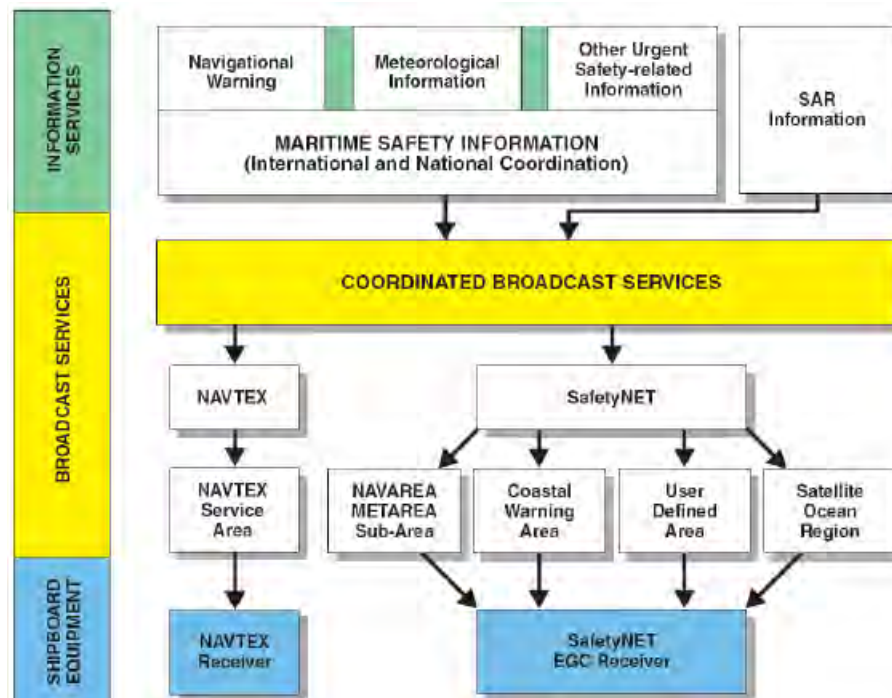 INFORMATION
SERVICES
Navigational
Warning
Meteorological
Information
Other Urgent
Safety-related
Information
SAR
Information
MARITIME SAFETY INFORMATION
(International and National Coordination)
BROADCAST SERVICES
COORDINATED BROADCAST SERVICES
NAVTEX
SafetyNET
NAVTEX
Service
Area
NAVAREA
METAREA
Sub-Area
Coastal
Warning
Area
User
Defined
Area
Satellite
Ocean
Region
SHIPBOARD
EQUIPMENT
NAVTEX
Receiver
SafetyNET
EGC Receiver